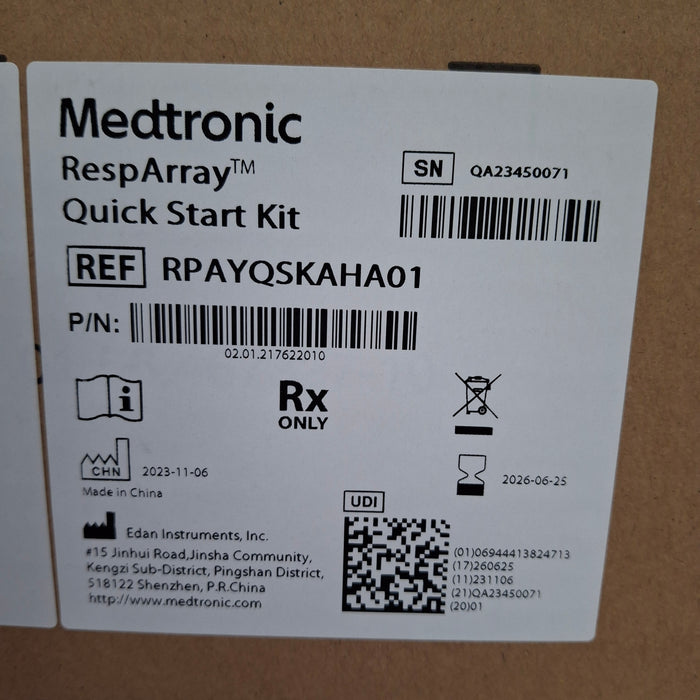 Medtronic
RespArray™
Quick Start Kit
SN QA23450071
REF RPAYQSKAHA01
P/N:
02.01.217622010
i
Rx
ONLY
CHN 2023-11-06
Made in China
2026-06-25
UDI
Edan Instruments, Inc.
#15 Jinhui Road,Jinsha Community,
Kengzi Sub-District, Pingshan District,
518122 Shenzhen, P.R.China
http://www.medtronic.com
(01)06944413824713
(17)260625
(11)231106
(21)QA23450071
(20)01